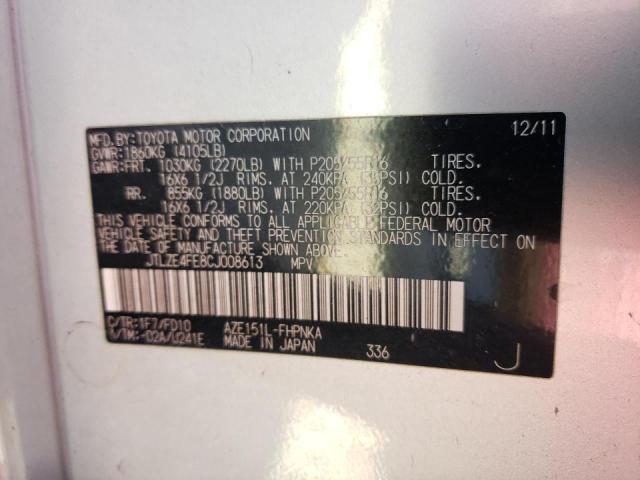 MFD.BY:TOYOTA MOTOR CORPORATION 12/11
GVWR:1860KG (4105LB)
GAWR:FRT. 1030KG (2270LB) WITH P205/55R16 TIRES.
16X6 1/2J RIMS. AT 240KPA PSI) COLD.
RR. 855KG (1880LB) WITH P205/55R16 TIRES.
16X6 1/2J RIMS. AT 220KPA (32PSI) COLD.
THIS VEHICLE CONFORMS TO ALL APPLICABLE FEDERAL MOTOR
VEHICLE SAFETY AND THEFT PREVENTION STANDARDS IN EFFECT
ON THE DATE OF MANUFACTURE SHOWN ABOVE.
JTLZE4FE8CJ008613 MPV
C/TR:1F7/FD10 AZE151L-FHPNKA
A/TM:-02A/U241E MADE IN JAPAN 336 J